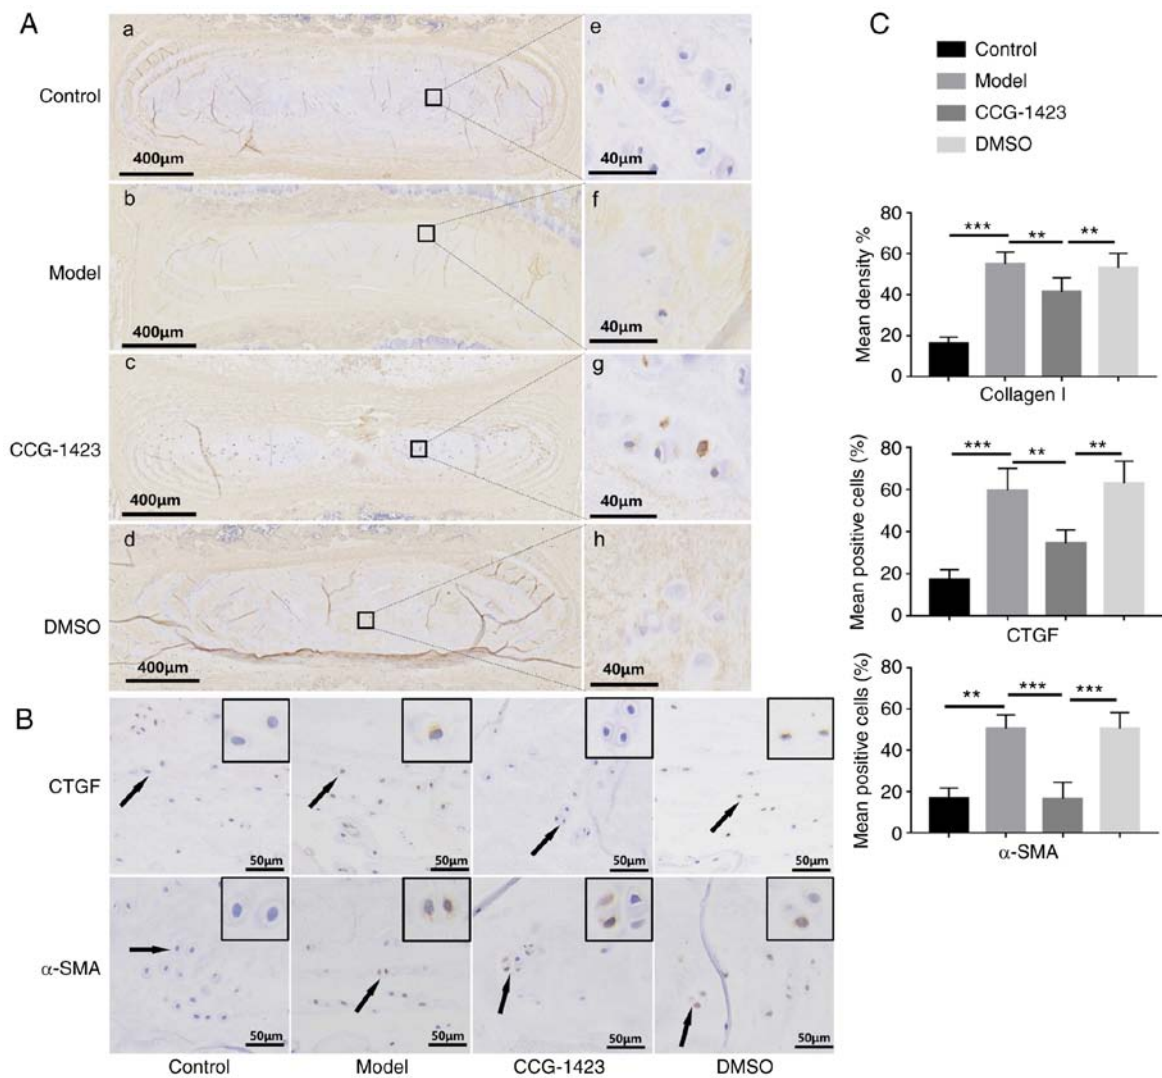 A
a
e
Control
400μm
40μm
b
f
Model
400μm
40μm
c
g
CCG-1423
400μm
40μm
d
h
DMSO
400μm
40μm
B
CTGF
50μm
50μm
50μm
50μm
α-SMA
50μm
50μm
50μm
50μm
Control
Model
CCG-1423
DMSO
C
Control
Model
CCG-1423
DMSO
Mean density %
80
60
40
20
0
***
**
**
Collagen I
Mean positive cells (%)
80
60
40
20
0
***
**
**
CTGF
Mean positive cells (%)
80
60
40
20
0
**
***
***
α-SMA